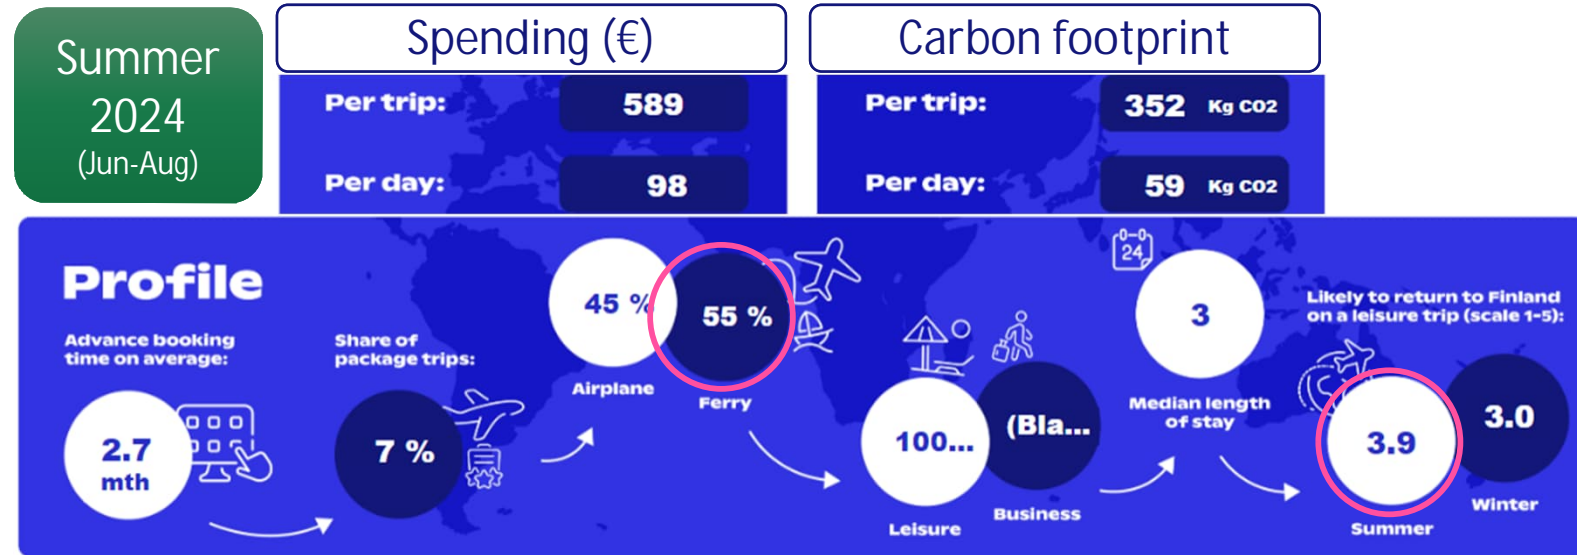 Summer
2024
(Jun-Aug)
Spending (€)
Per trip:
589
Per day:
98
Carbon footprint
Per trip:
352 Kg CO2
Per day:
59 Kg CO2
Profile
Advance booking
time on average:
2.7
mth
Share of
package trips:
7 %
45 %
Airplane
55 %
Ferry
100...
Leisure
(Bla...
Business
24
3
Median length
of stay
Likely to return to Finland
on a leisure trip (scale 1-5):
3.9
Summer
3.0
Winter